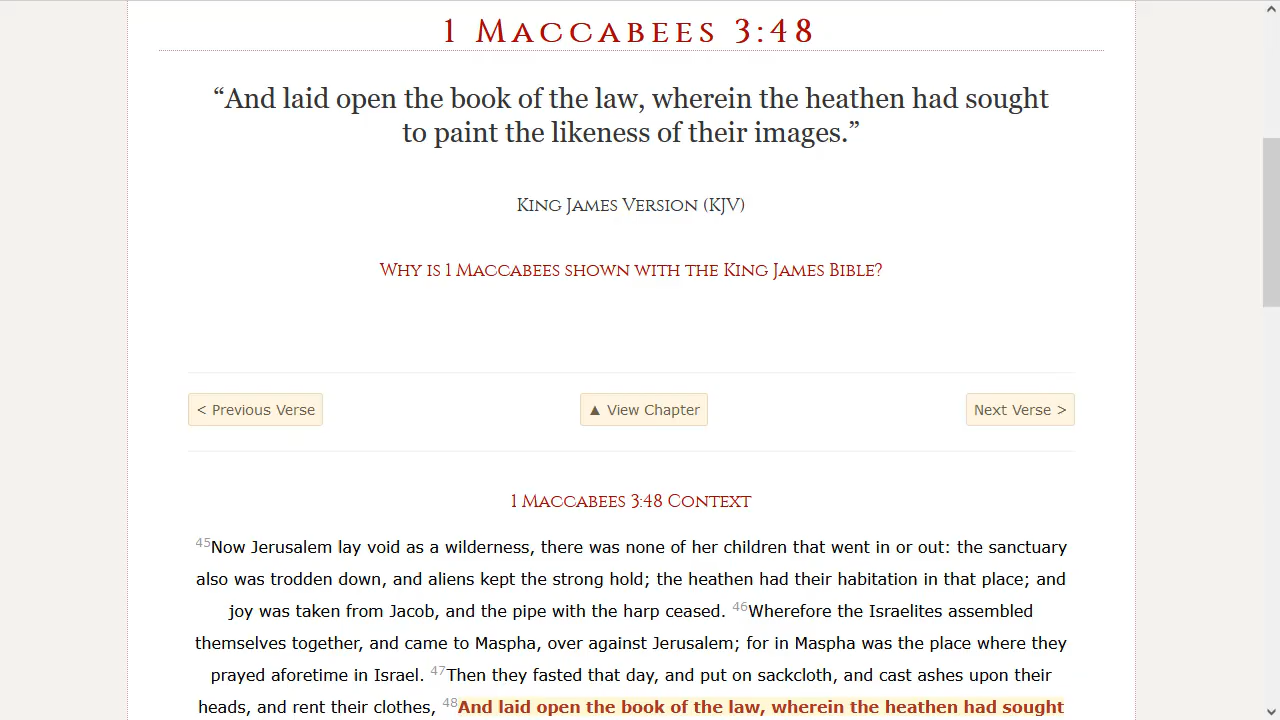 1 Maccabees 3:48
“And laid open the book of the law, wherein the heathen had sought
to paint the likeness of their images.”
King James Version (KJV)
Why is 1 Maccabees shown with the King James Bible?
< Previous Verse
▲ View Chapter
Next Verse >
1 Maccabees 3:48 Context
45Now Jerusalem lay void as a wilderness, there was none of her children that went in or out: the sanctuary
also was trodden down, and aliens kept the strong hold; the heathen had their habitation in that place; and
joy was taken from Jacob, and the pipe with the harp ceased. 46Wherefore the Israelites assembled
themselves together, and came to Maspha, over against Jerusalem; for in Maspha was the place where they
prayed aforetime in Israel. 47Then they fasted that day, and put on sackcloth, and cast ashes upon their
heads, and rent their clothes, 48And laid open the book of the law, wherein the heathen had sought